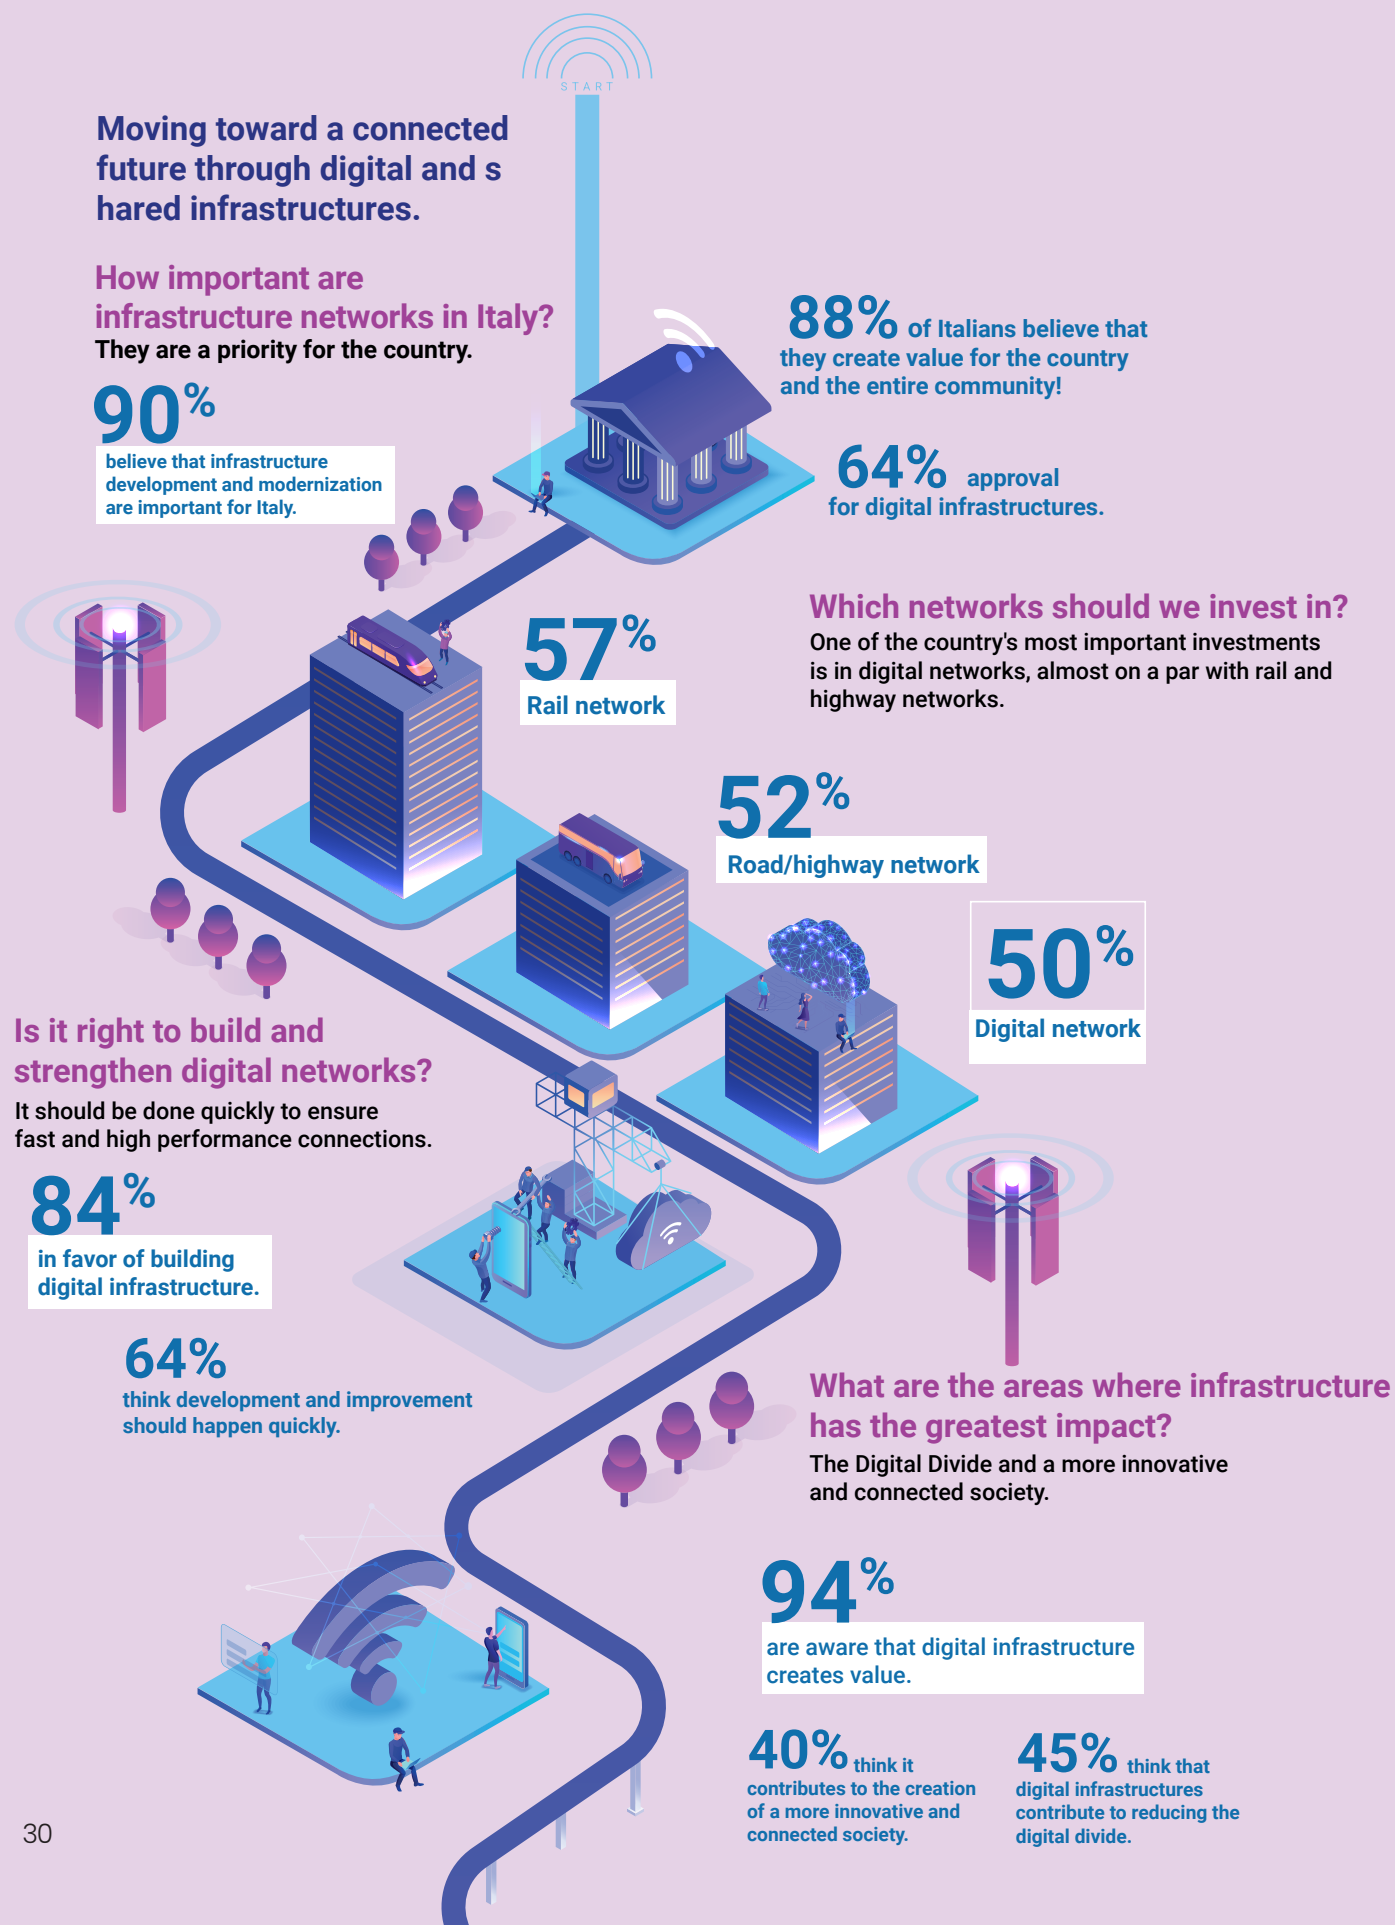 START
Moving toward a connected
future through digital and s
hared infrastructures.
How important are
infrastructure networks in Italy?
They are a priority for the country.
90%
believe that infrastructure
development and modernization
are important for Italy.
88% of Italians believe that
they create value for the country
and the entire community!
64% approval
for digital infrastructures.
Which networks should we invest in?
One of the country's most important investments
is in digital networks, almost on a par with rail and
highway networks.
57%
Rail network
52%
Road/highway network
50%
Digital network
Is it right to build and
strengthen digital networks?
It should be done quickly to ensure
fast and high performance connections.
84%
in favor of building
digital infrastructure.
64%
think development and improvement
should happen quickly.
What are the areas where infrastructure
has the greatest impact?
The Digital Divide and a more innovative
and connected society.
94%
are aware that digital infrastructure
creates value.
40% think it
contributes to the creation
of a more innovative and
connected society.
45% think that
digital infrastructures
contribute to reducing the
digital divide.
30